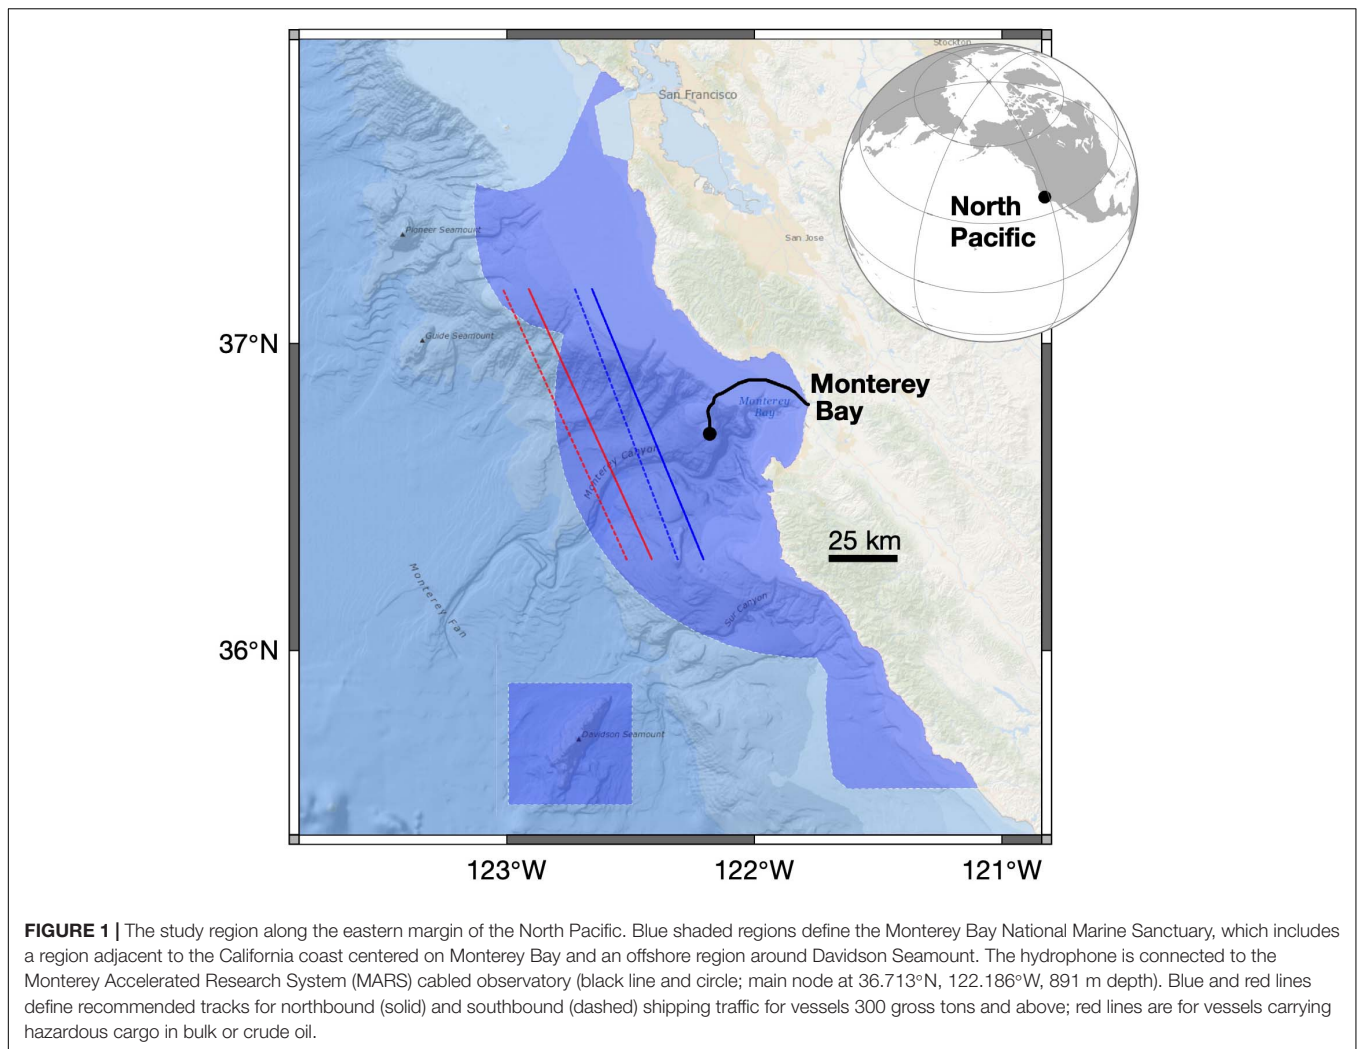 Stockton
San Francisco
North
Pacific
Pioneer Seamount
San Jose
Guide Seamount
37°N
Monterey
Bay
Monterey
Bay
Monterey Canyon
25 km
Monterey Fan
Sur Canyon
36°N
Davidson Seamount
123°W
122°W
121°W
FIGURE 1 | The study region along the eastern margin of the North Pacific. Blue shaded regions define the Monterey Bay National Marine Sanctuary, which includes
a region adjacent to the California coast centered on Monterey Bay and an offshore region around Davidson Seamount. The hydrophone is connected to the
Monterey Accelerated Research System (MARS) cabled observatory (black line and circle; main node at 36.713°N, 122.186°W, 891 m depth). Blue and red lines
define recommended tracks for northbound (solid) and southbound (dashed) shipping traffic for vessels 300 gross tons and above; red lines are for vessels carrying
hazardous cargo in bulk or crude oil.